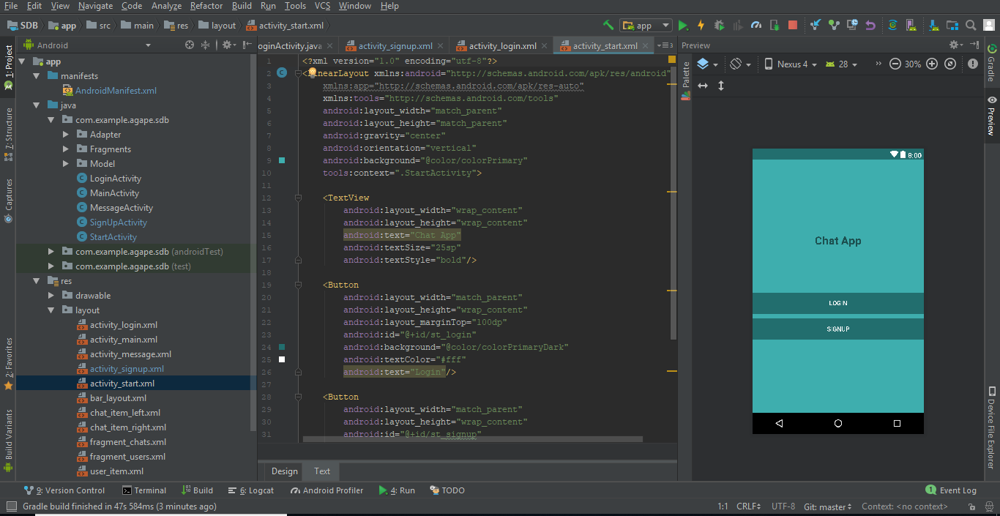 File Edit View Navigate Code Analyze Refactor Build Run Tools VCS Window Help
SDB app src main res layout activity_start.xml app
Android
oginActivity.java activity_signup.xml activity_login.xml activity_start.xml 3
Preview
1: Project
7: Structure
Captures
2: Favorites
Build Variants
app
manifests
AndroidManifest.xml
java
com.example.agape.sdb
Adapter
Fragments
Model
LoginActivity
MainActivity
MessageActivity
SignUpActivity
StartActivity
com.example.agape.sdb (androidTest)
com.example.agape.sdb (test)
res
drawable
layout
activity_login.xml
activity_main.xml
activity_message.xml
activity_signup.xml
activity_start.xml
bar_layout.xml
chat_item_left.xml
chat_item_right.xml
fragment_chats.xml
fragment_users.xml
user_item.xml
1 <?xml version="1.0" encoding="utf-8"?>
2 <LinearLayout xmlns:android="http://schemas.android.com/apk/res/android"
3 xmlns:app="http://schemas.android.com/apk/res-auto"
4 xmlns:tools="http://schemas.android.com/tools"
5 android:layout_width="match_parent"
6 android:layout_height="match_parent"
7 android:gravity="center"
8 android:orientation="vertical"
9 android:background="@color/colorPrimary"
10 tools:context=".StartActivity">
11
12 <TextView
13 android:layout_width="wrap_content"
14 android:layout_height="wrap_content"
15 android:text="Chat App"
16 android:textSize="25sp"
17 android:textStyle="bold"/>
18
19 <Button
20 android:layout_width="match_parent"
21 android:layout_height="wrap_content"
22 android:layout_marginTop="100dp"
23 android:id="@+id/st_login"
24 android:background="@color/colorPrimaryDark"
25 android:textColor="#fff"
26 android:text="Login"/>
27
28 <Button
29 android:layout_width="match_parent"
30 android:layout_height="wrap_content"
31 android:id="@+id/st_signup"
Design Text
Palette
Nexus 4 28 30%
8:00
Chat App
LOGIN
SIGNUP
Gradle
Preview
Device File Explorer
9: Version Control Terminal Build 6: Logcat Android Profiler 4: Run TODO 1 Event Log
Gradle build finished in 47s 584ms (3 minutes ago) 1:1 CRLF UTF-8 Git: master Context: <no context>